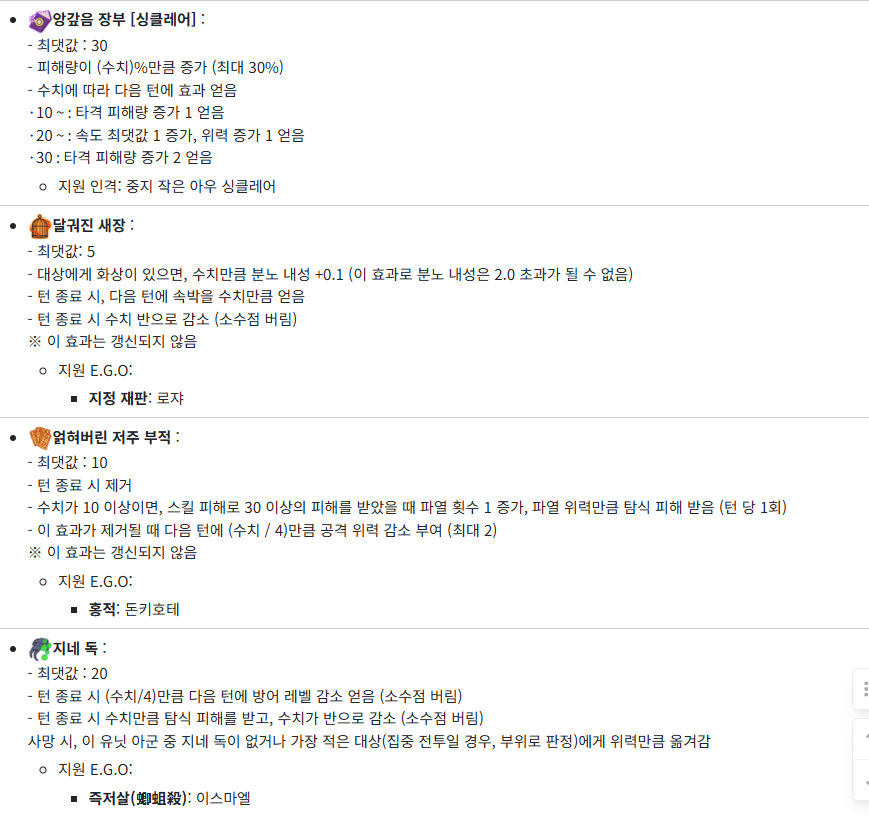 앙갚음 장부 [싱클레어] :
- 최댓값 : 30
- 피해량이 (수치)%만큼 증가 (최대 30%)
- 수치에 따라 다음 턴에 효과 얻음
· 10 ~ : 타격 피해량 증가 1 얻음
· 20 ~ : 속도 최댓값 1 증가, 위력 증가 1 얻음
· 30 : 타격 피해량 증가 2 얻음
지원 인격: 중지 작은 아우 싱클레어
달궈진 새장 :
- 최댓값: 5
- 대상에게 화상이 있으면, 수치만큼 분노 내성 +0.1 (이 효과로 분노 내성은 2.0 초과가 될 수 없음)
- 턴 종료 시, 다음 턴에 속박을 수치만큼 얻음
- 턴 종료 시 수치 반으로 감소 (소수점 버림)
※ 이 효과는 갱신되지 않음
지원 E.G.O:
지정 재판: 로쟈
얽혀버린 저주 부적 :
- 최댓값 : 10
- 턴 종료 시 제거
- 수치가 10 이상이면, 스킬 피해로 30 이상의 피해를 받았을 때 파열 횟수 1 증가, 파열 위력만큼 탐식 피해 받음 (턴 당 1회)
- 이 효과가 제거될 때 다음 턴에 (수치 / 4)만큼 공격 위력 감소 부여 (최대 2)
※ 이 효과는 갱신되지 않음
지원 E.G.O:
홍적: 돈키호테
지네 독 :
- 최댓값 : 20
- 턴 종료 시 (수치/4)만큼 다음 턴에 방어 레벨 감소 얻음 (소수점 버림)
- 턴 종료 시 수치만큼 탐식 피해를 받고, 수치가 반으로 감소 (소수점 버림)
사망 시, 이 유닛 아군 중 지네 독이 없거나 가장 적은 대상(집중 전투일 경우, 부위로 판정)에게 위력만큼 옮겨감
지원 E.G.O:
즉저살(蝍蛆殺): 이스마엘